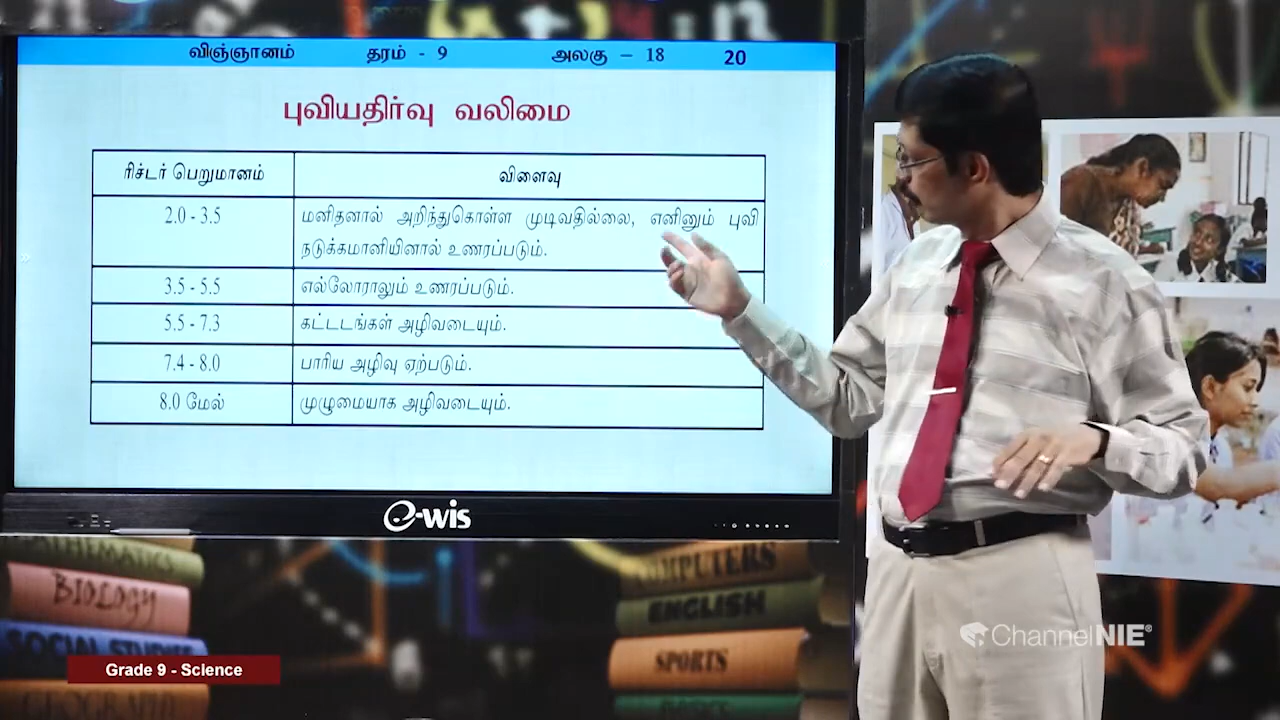 விஞ்ஞானம் தரம் - 9 அலகு – 18 20
புவியதிர்வு வலிமை
ரிச்டர் பெறுமானம் விளைவு
2.0 - 3.5 மனிதனால் அறிந்துகொள்ள முடிவதில்லை, எனினும் புவி
நடுக்கமானியினால் உணரப்படும்.
3.5 - 5.5 எல்லோராலும் உணரப்படும்.
5.5 - 7.3 கட்டடங்கள் அழிவடையும்.
7.4 - 8.0 பாரிய அழிவு ஏற்படும்.
8.0 மேல் முழுமையாக அழிவடையும்.
e-wis
MATHEMATICS
BIOLOGY
SOCIAL STUDIES
COMPUTERS
ENGLISH
SPORTS
Grade 9 - Science
ChannelNIE®